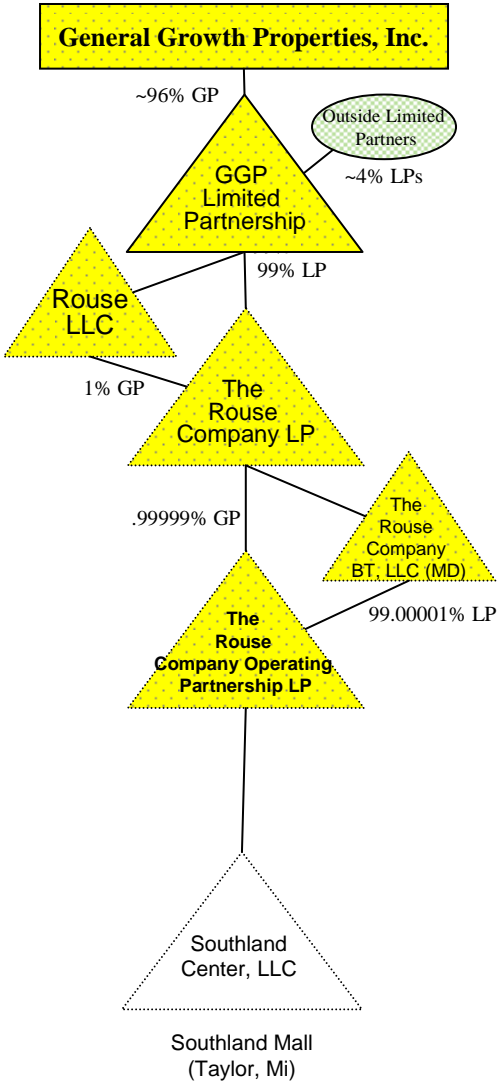 General Growth Properties, Inc.
~96% GP
Outside Limited
Partners
~4% LPs
GGP
Limited
Partnership
99% LP
Rouse
LLC
1% GP
The
Rouse
Company LP
.99999% GP
The
Rouse
Company
BT, LLC (MD)
99.00001% LP
The
Rouse
Company Operating
Partnership LP
Southland
Center, LLC
Southland Mall
(Taylor, Mi)